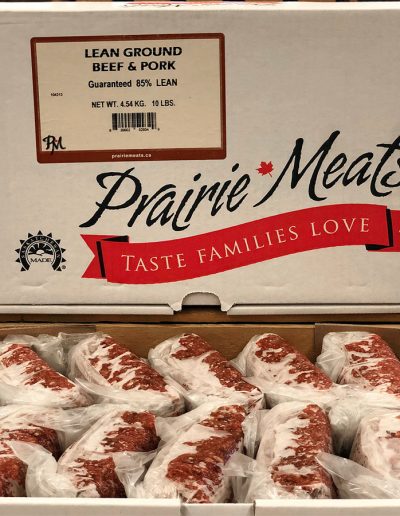 LEAN GROUND
BEEF & PORK
Guaranteed 85% LEAN
NET WT. 4.54 KG. 10 LBS.
PM
prairiemeats.ca
Prairie Meats
TASTE FAMILIES LOVE
MADE